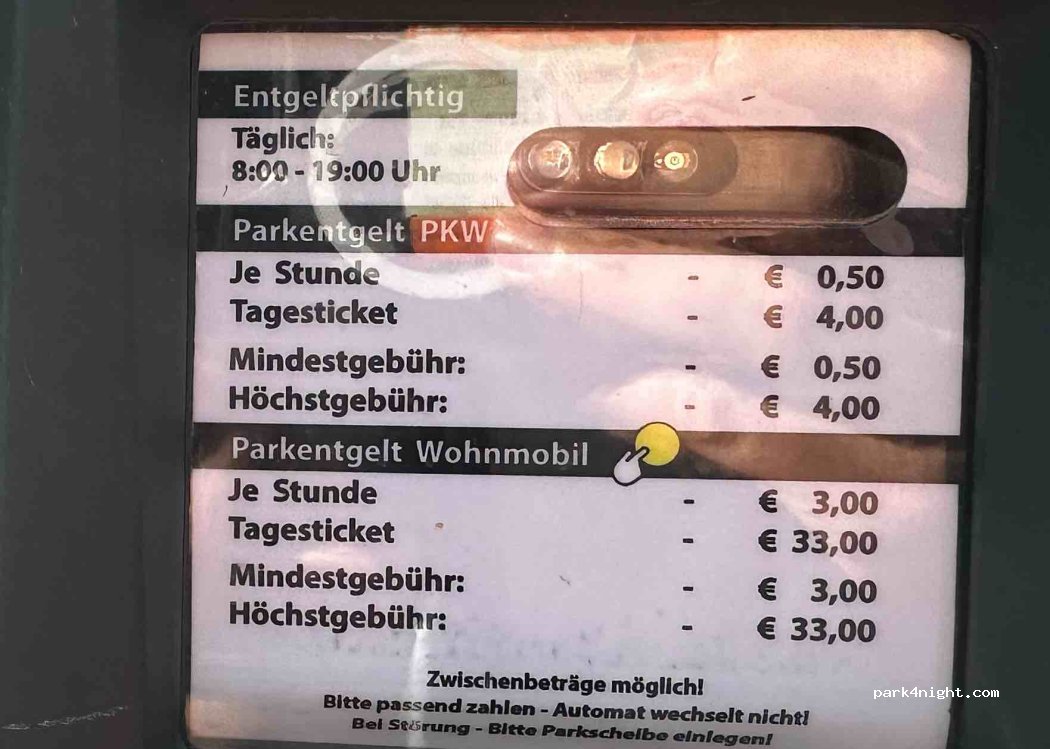 Entgeltpflichtig
Täglich:
8:00 - 19:00 Uhr
Parkentgelt PKW
Je Stunde - € 0,50
Tagesticket - € 4,00
Mindestgebühr: - € 0,50
Höchstgebühr: - € 4,00
Parkentgelt Wohnmobil
Je Stunde - € 3,00
Tagesticket - € 33,00
Mindestgebühr: - € 3,00
Höchstgebühr: - € 33,00
Zwischenbeträge möglich!
Bitte passend zahlen - Automat wechselt nicht!
Bei Störung - Bitte Parkscheibe einlegen!
park4night.com